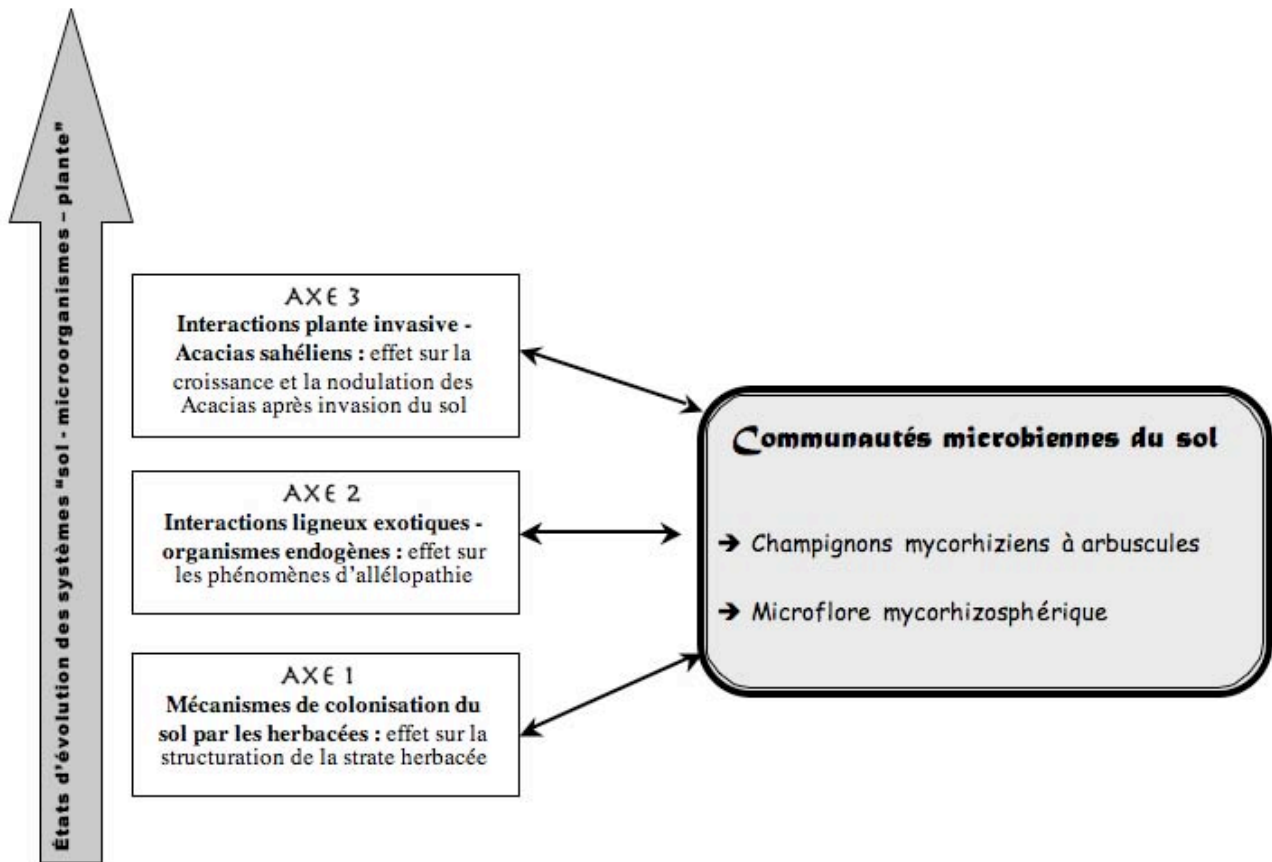 États d'évolution des systèmes "sol - microorganismes – plante"
AXE 3
Interactions plante invasive -
Acacias sahéliens : effet sur la
croissance et la nodulation des
Acacias après invasion du sol
AXE 2
Interactions ligneux exotiques -
organismes endogènes : effet sur
les phénomènes d'allélopathie
AXE 1
Mécanismes de colonisation du
sol par les herbacées : effet sur la
structuration de la strate herbacée
Communautés microbiennes du sol
➔ Champignons mycorhiziens à arbuscules
➔ Microflore mycorhizosphérique